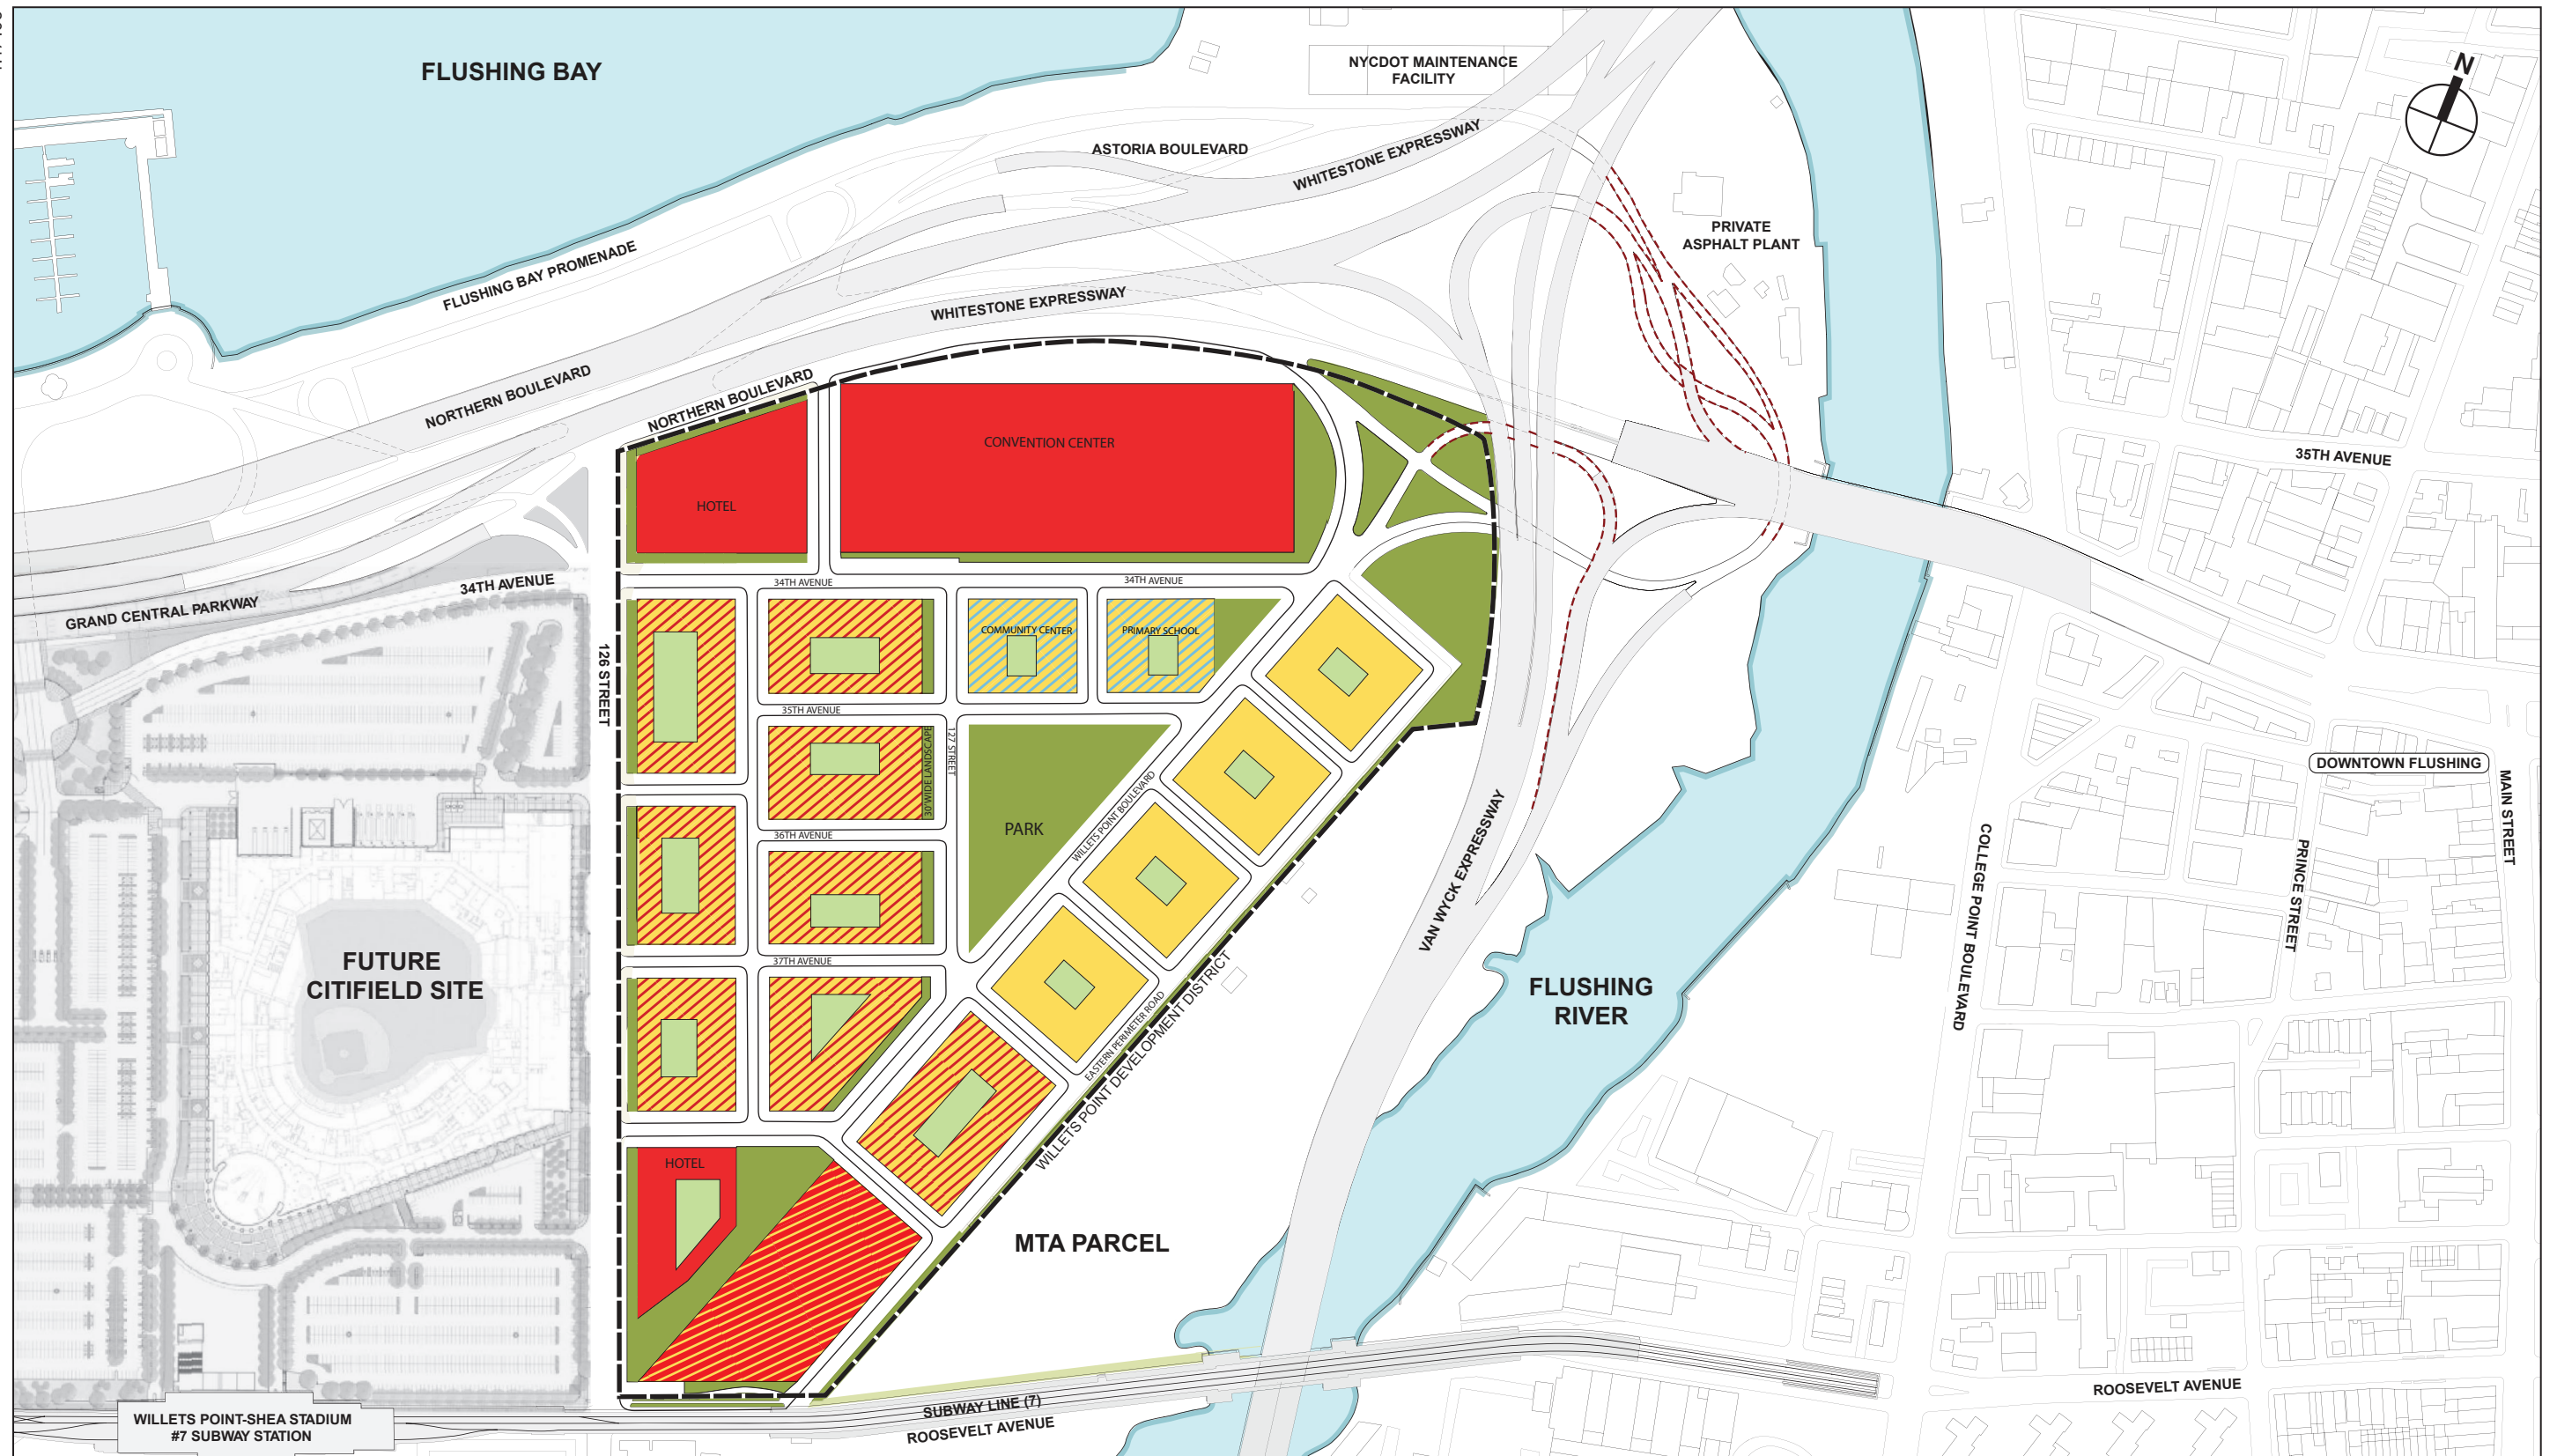 FLUSHING BAY
NYCDOT MAINTENANCE
FACILITY
N
ASTORIA BOULEVARD
WHITESTONE EXPRESSWAY
PRIVATE
ASPHALT PLANT
FLUSHING BAY PROMENADE
WHITESTONE EXPRESSWAY
NORTHERN BOULEVARD
NORTHERN BOULEVARD
CONVENTION CENTER
HOTEL
35TH AVENUE
34TH AVENUE
GRAND CENTRAL PARKWAY
34TH AVENUE
34TH AVENUE
126 STREET
COMMUNITY CENTER
PRIMARY SCHOOL
35TH AVENUE
30'WIDE LANDSCAPE
127 STREET
PARK
WILLETS POINT BOULEVARD
36TH AVENUE
DOWNTOWN FLUSHING
MAIN STREET
PRINCE STREET
COLLEGE POINT BOULEVARD
VAN WYCK EXPRESSWAY
FUTURE
CITIFIELD SITE
37TH AVENUE
FLUSHING
RIVER
EASTERN PERIMETER ROAD
WILLETS POINT DEVELOPMENT DISTRICT
HOTEL
MTA PARCEL
SUBWAY LINE (7)
ROOSEVELT AVENUE
ROOSEVELT AVENUE
WILLETS POINT-SHEA STADIUM
#7 SUBWAY STATION